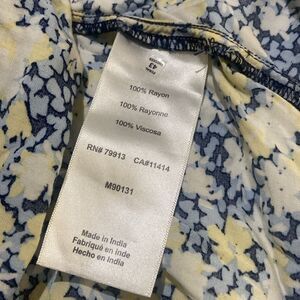 100% Rayon
100% Rayonne
100% Viscosa
RN# 79913 CA#11414
M90131
Made in India
Fabriqué en inde
Hecho en India